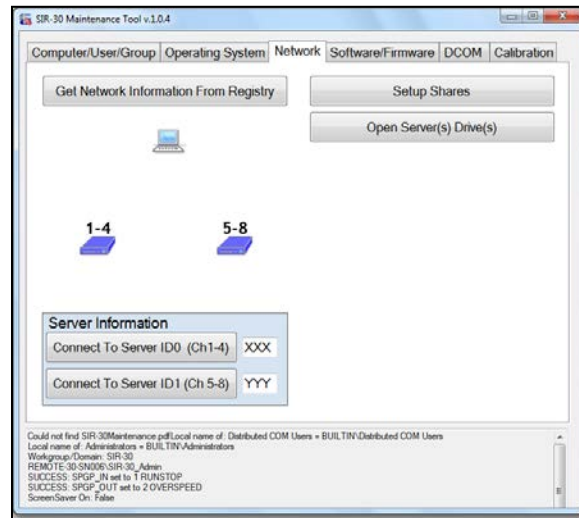 SIR-30 Maintenance Tool v.1.0.4
Computer/User/Group Operating System Network Software/Firmware DCOM Calibration
Get Network Information From Registry
Setup Shares
Open Server(s) Drive(s)
1-4
5-8
Server Information
Connect To Server ID0 (Ch1-4) XXX
Connect To Server ID1 (Ch 5-8) YYY
Could not find SIR-30Maintenance.pdfLocal name of: Distributed COM Users = BUILTIN\Distributed COM Users
Local name of: Administrators = BUILTIN\Administrators
Workgroup/Domain: SIR-30
REMOTE-30-SN006\SIR-30_Admin
SUCCESS: SPGP_IN set to 1 RUNSTOP
SUCCESS: SPGP_OUT set to 2 OVERSPEED
ScreenSaver On: False